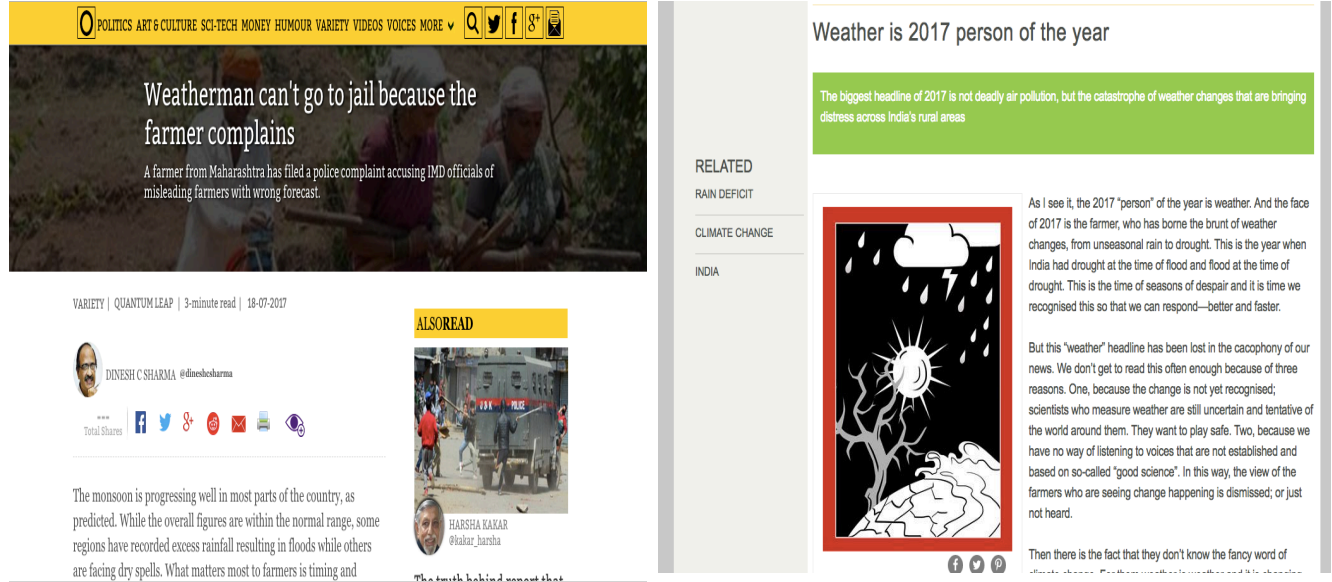 POLITICS ART & CULTURE SCI-TECH MONEY HUMOUR VARIETY VIDEOS VOICES MORE
Weatherman can't go to jail because the
farmer complains
A farmer from Maharashtra has filed a police complaint accusing IMD officials of
misleading farmers with wrong forecast.
VARIETY | QUANTUM LEAP | 3-minute read | 18-07-2017
DINESH C SHARMA @dineshcsharma
---
Total Shares
The monsoon is progressing well in most parts of the country, as
predicted. While the overall figures are within the normal range, some
regions have recorded excess rainfall resulting in floods while others
are facing dry spells. What matters most to farmers is timing and
ALSOREAD
J&K POLICE
HARSHA KAKAR
@kakar_harsha
The truth behind report that
Weather is 2017 person of the year
The biggest headline of 2017 is not deadly air pollution, but the catastrophe of weather changes that are bringing
distress across India's rural areas
RELATED
RAIN DEFICIT
CLIMATE CHANGE
INDIA
As I see it, the 2017 “person” of the year is weather. And the face
of 2017 is the farmer, who has borne the brunt of weather
changes, from unseasonal rain to drought. This is the year when
India had drought at the time of flood and flood at the time of
drought. This is the time of seasons of despair and it is time we
recognised this so that we can respond—better and faster.
But this “weather” headline has been lost in the cacophony of our
news. We don't get to read this often enough because of three
reasons. One, because the change is not yet recognised;
scientists who measure weather are still uncertain and tentative of
the world around them. They want to play safe. Two, because we
have no way of listening to voices that are not established and
based on so-called “good science”. In this way, the view of the
farmers who are seeing change happening is dismissed; or just
not heard.
Then there is the fact that they don't know the fancy word of
climate change. For them weather is weather and it is changing